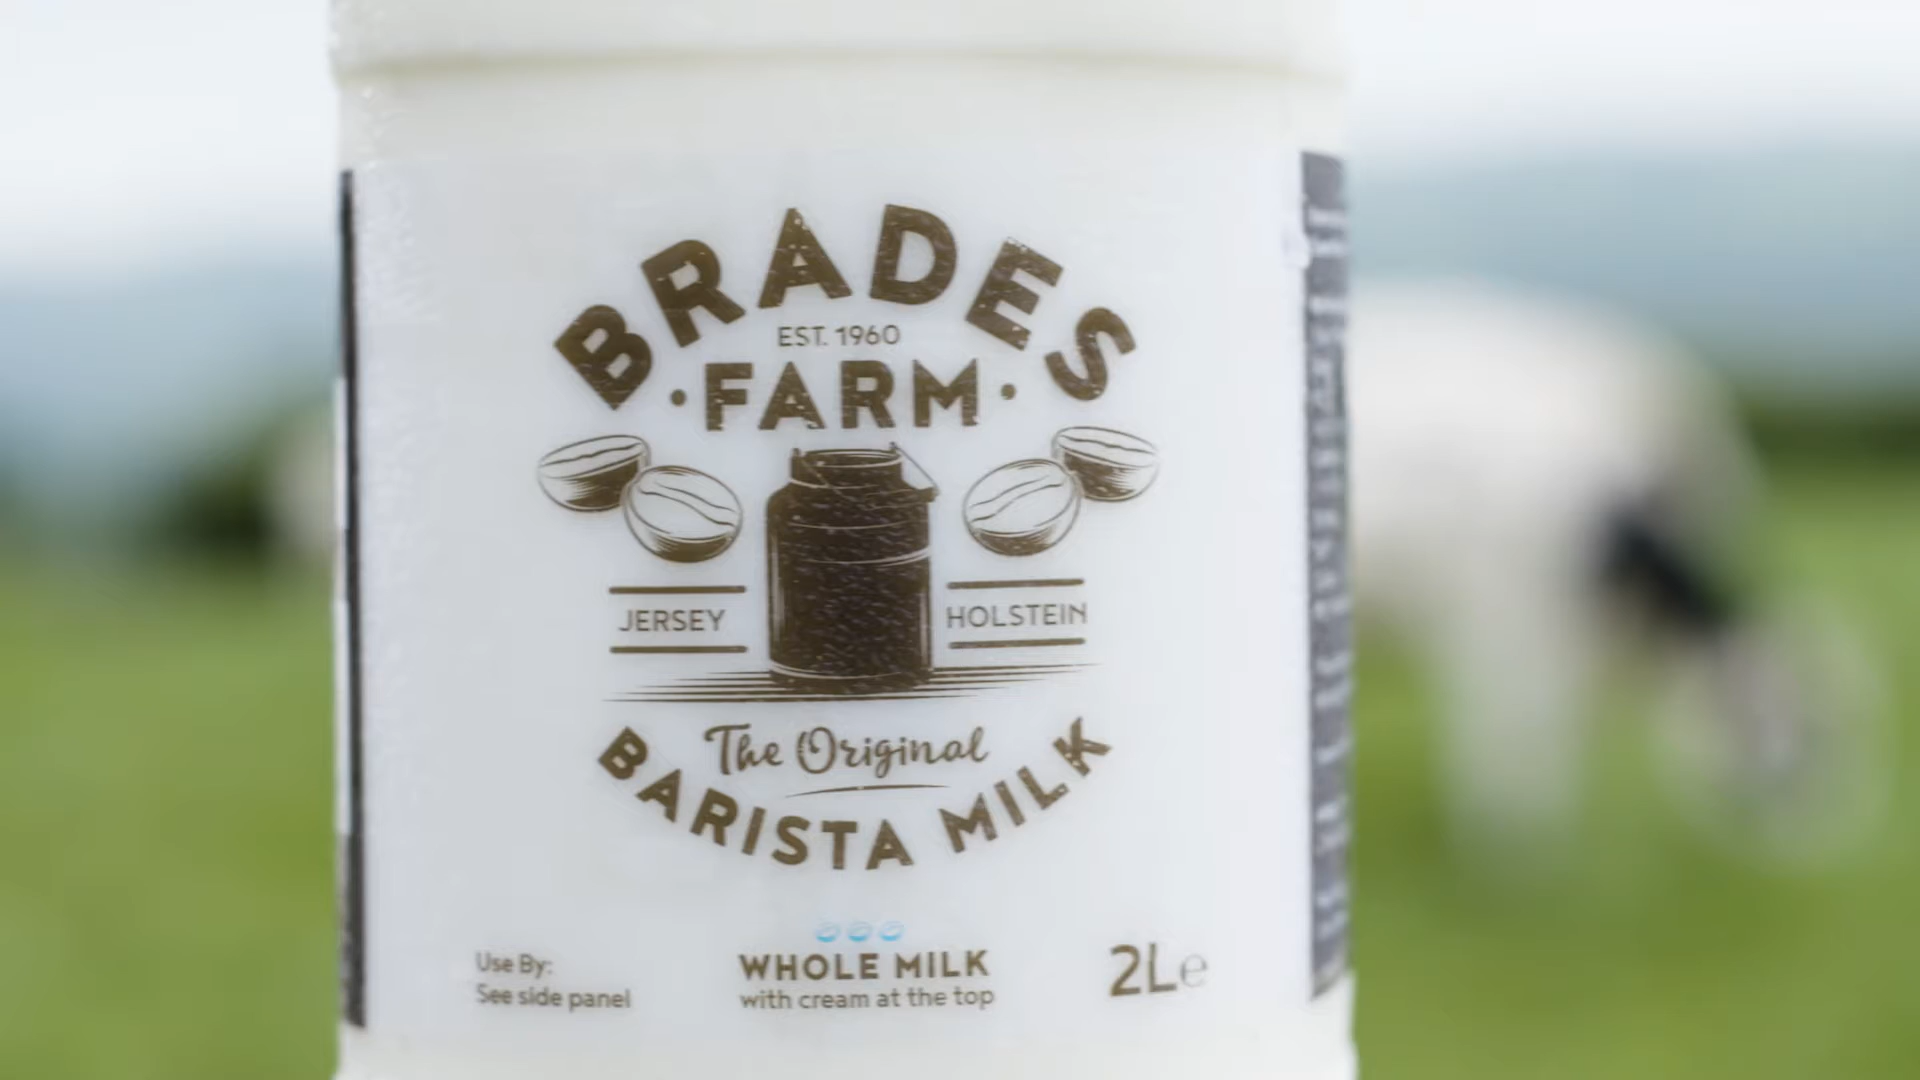 BRADES
EST. 1960
·FARM·
JERSEY
HOLSTEIN
The Original
BARISTA MILK
Use By:
See side panel
WHOLE MILK
with cream at the top
2Le